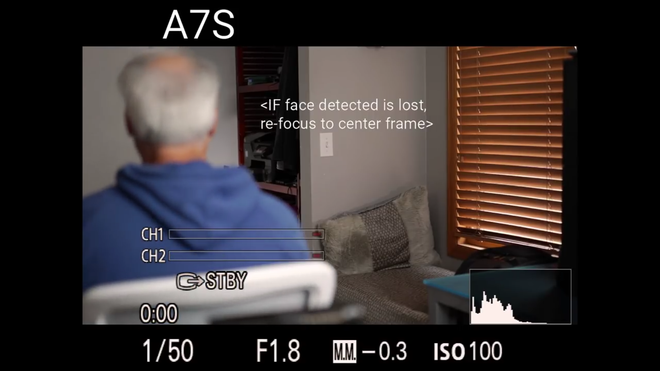 A7S
<IF face detected is lost,
re-focus to center frame>
CH1
CH2
STBY
0:00
1/50 F1.8 M.M. −0.3 ISO100